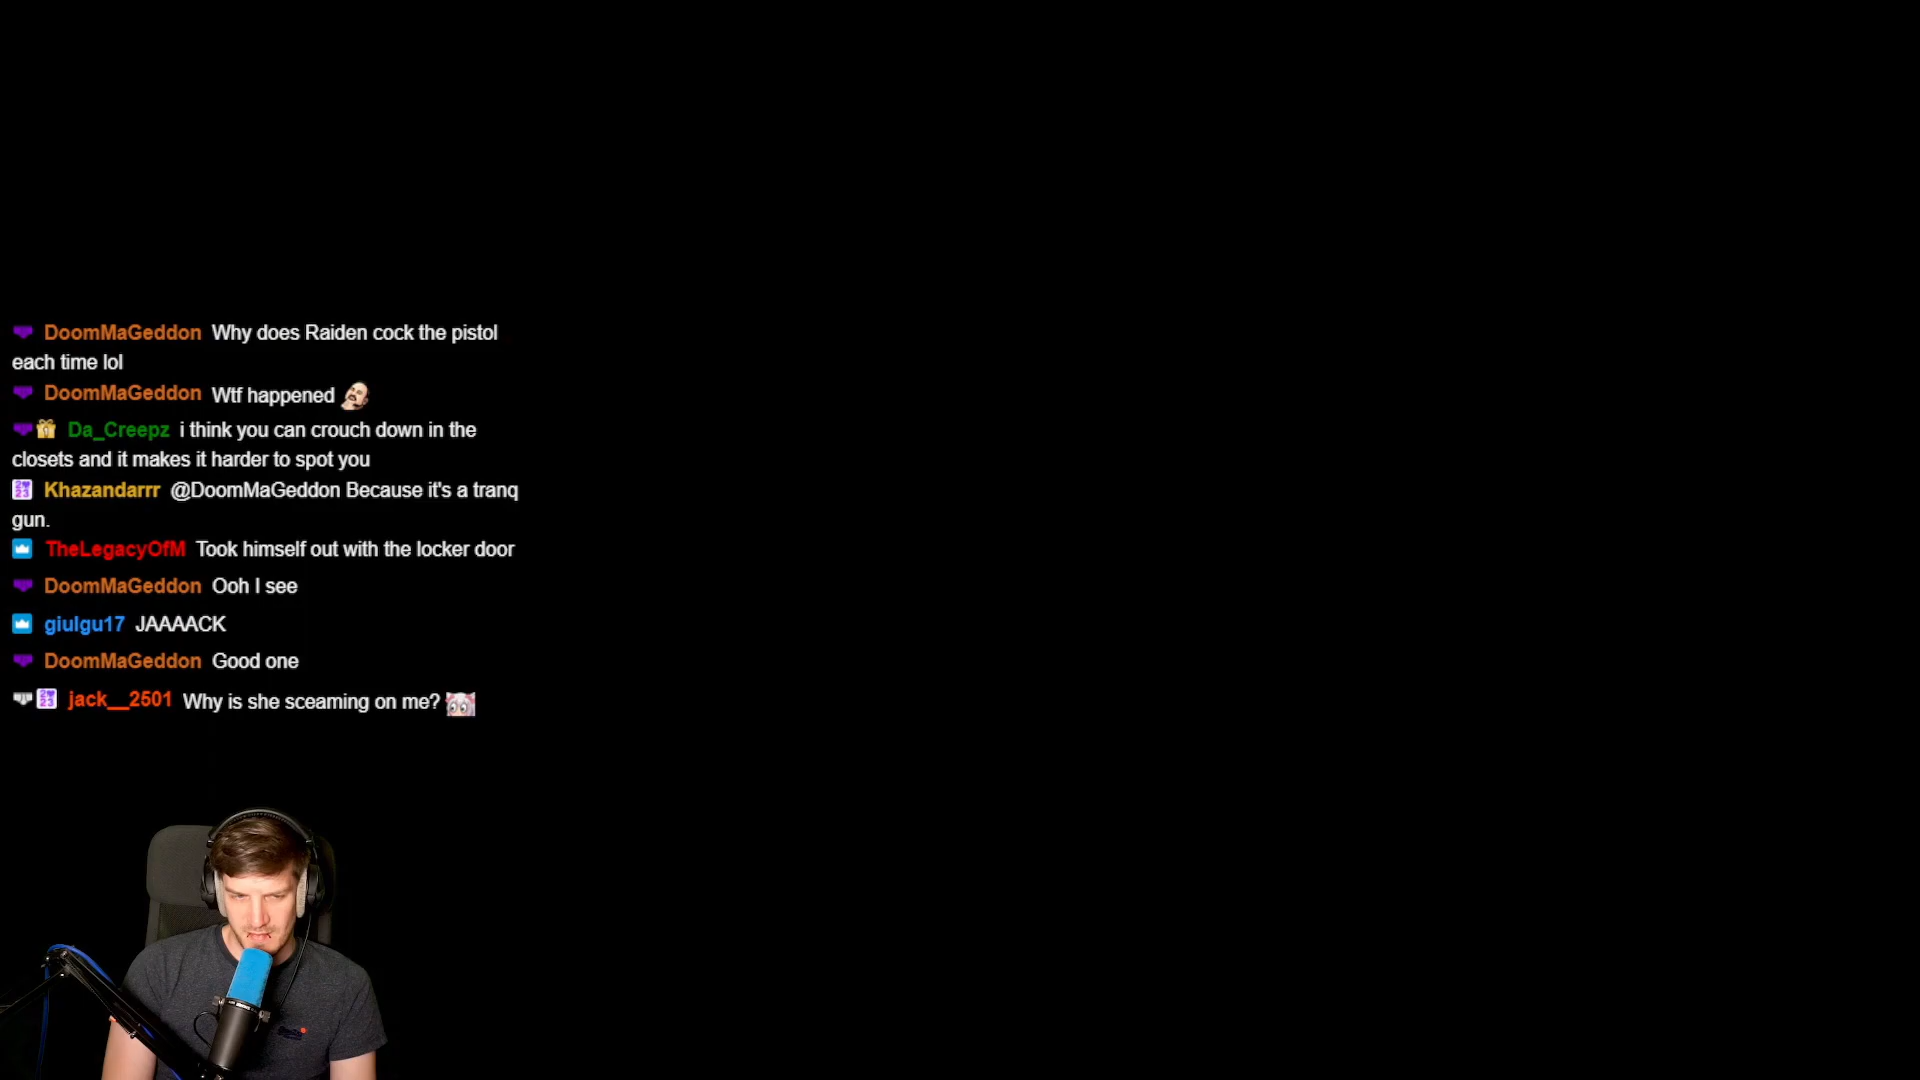 DoomMaGeddon Why does Raiden cock the pistol
each time lol
DoomMaGeddon Wtf happened
Da_Creepz i think you can crouch down in the
closets and it makes it harder to spot you
Khazandarrr @DoomMaGeddon Because it's a tranq
gun.
TheLegacyOfM Took himself out with the locker door
DoomMaGeddon Ooh I see
giulgu17 JAAAACK
DoomMaGeddon Good one
jack__2501 Why is she sceaming on me?